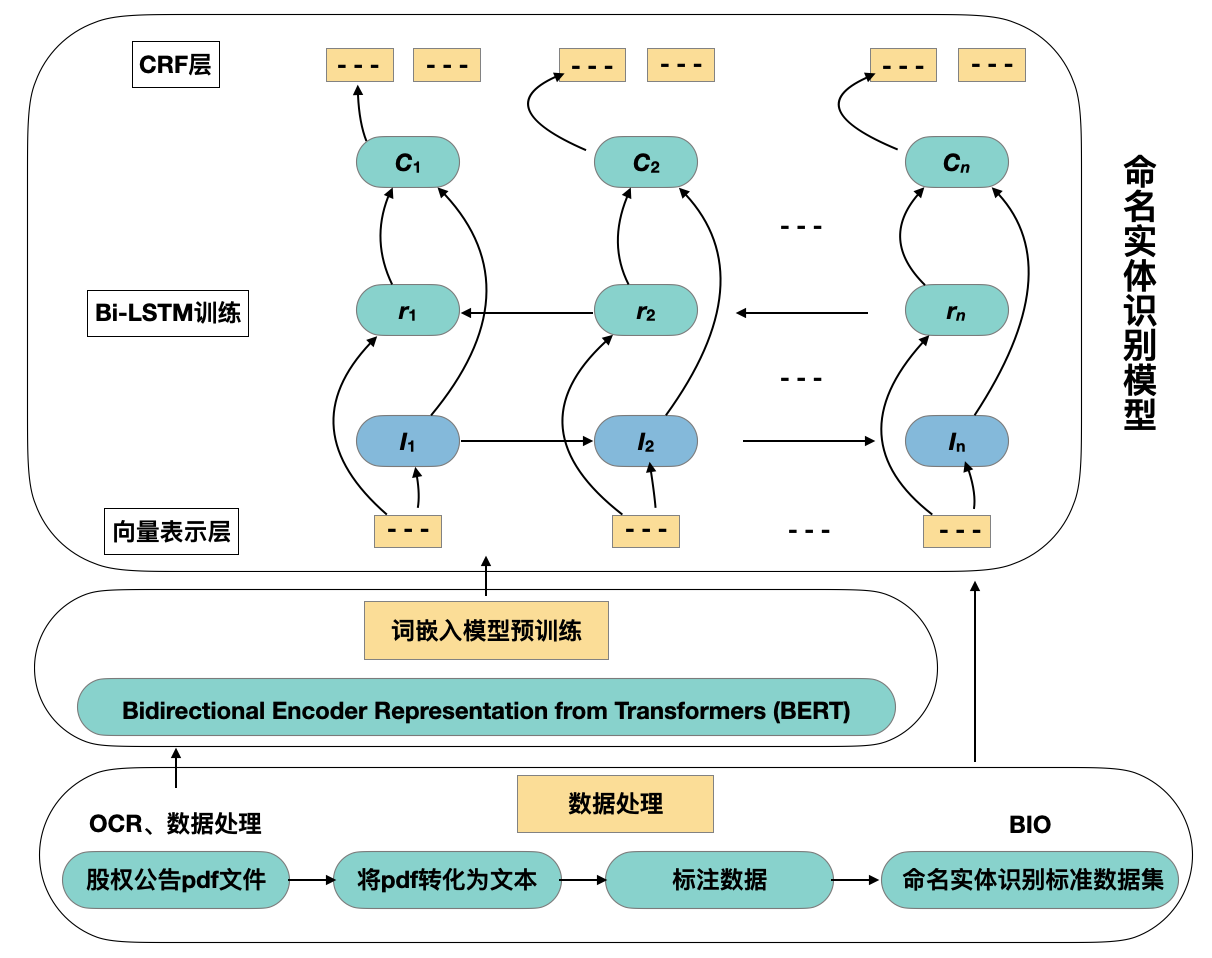 CRF层
--- --- --- --- --- ---
C1 C2 Cn
---
命名实体识别模型
Bi-LSTM训练
r1 r2 rn
---
l1 l2 ln
向量表示层
--- --- --- ---
词嵌入模型预训练
Bidirectional Encoder Representation from Transformers (BERT)
数据处理
OCR、数据处理
BIO
股权公告pdf文件
将pdf转化为文本
标注数据
命名实体识别标准数据集